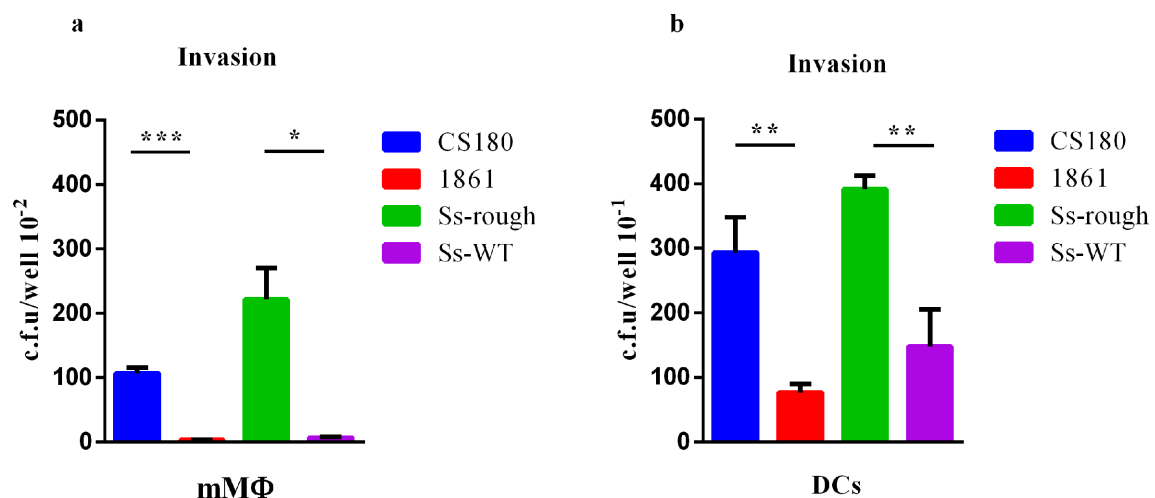 a
Invasion
c.f.u/well 10⁻²
500
400
300
200
100
0
***
*
CS180
1861
Ss-rough
Ss-WT
mMΦ
b
Invasion
c.f.u/well 10⁻¹
500
400
300
200
100
0
**
**
CS180
1861
Ss-rough
Ss-WT
DCs